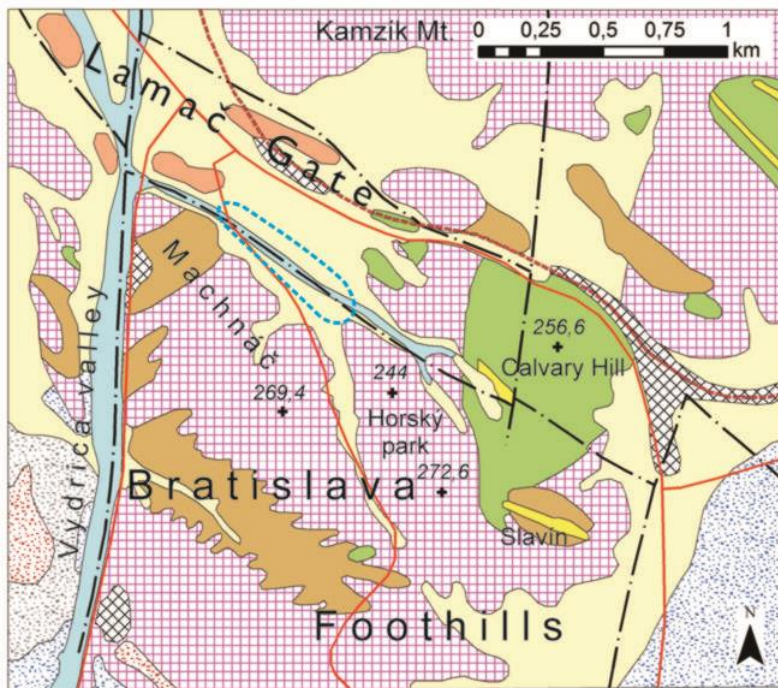 Kamzik Mt.
0 0,25 0,5 0,75 1
km
Lamač Gate
Machnáč
Vydrica valley
256,6
Calvary Hill
269,4
244
Horský
park
272,6
Bratislava
Slavín
Foothills
N